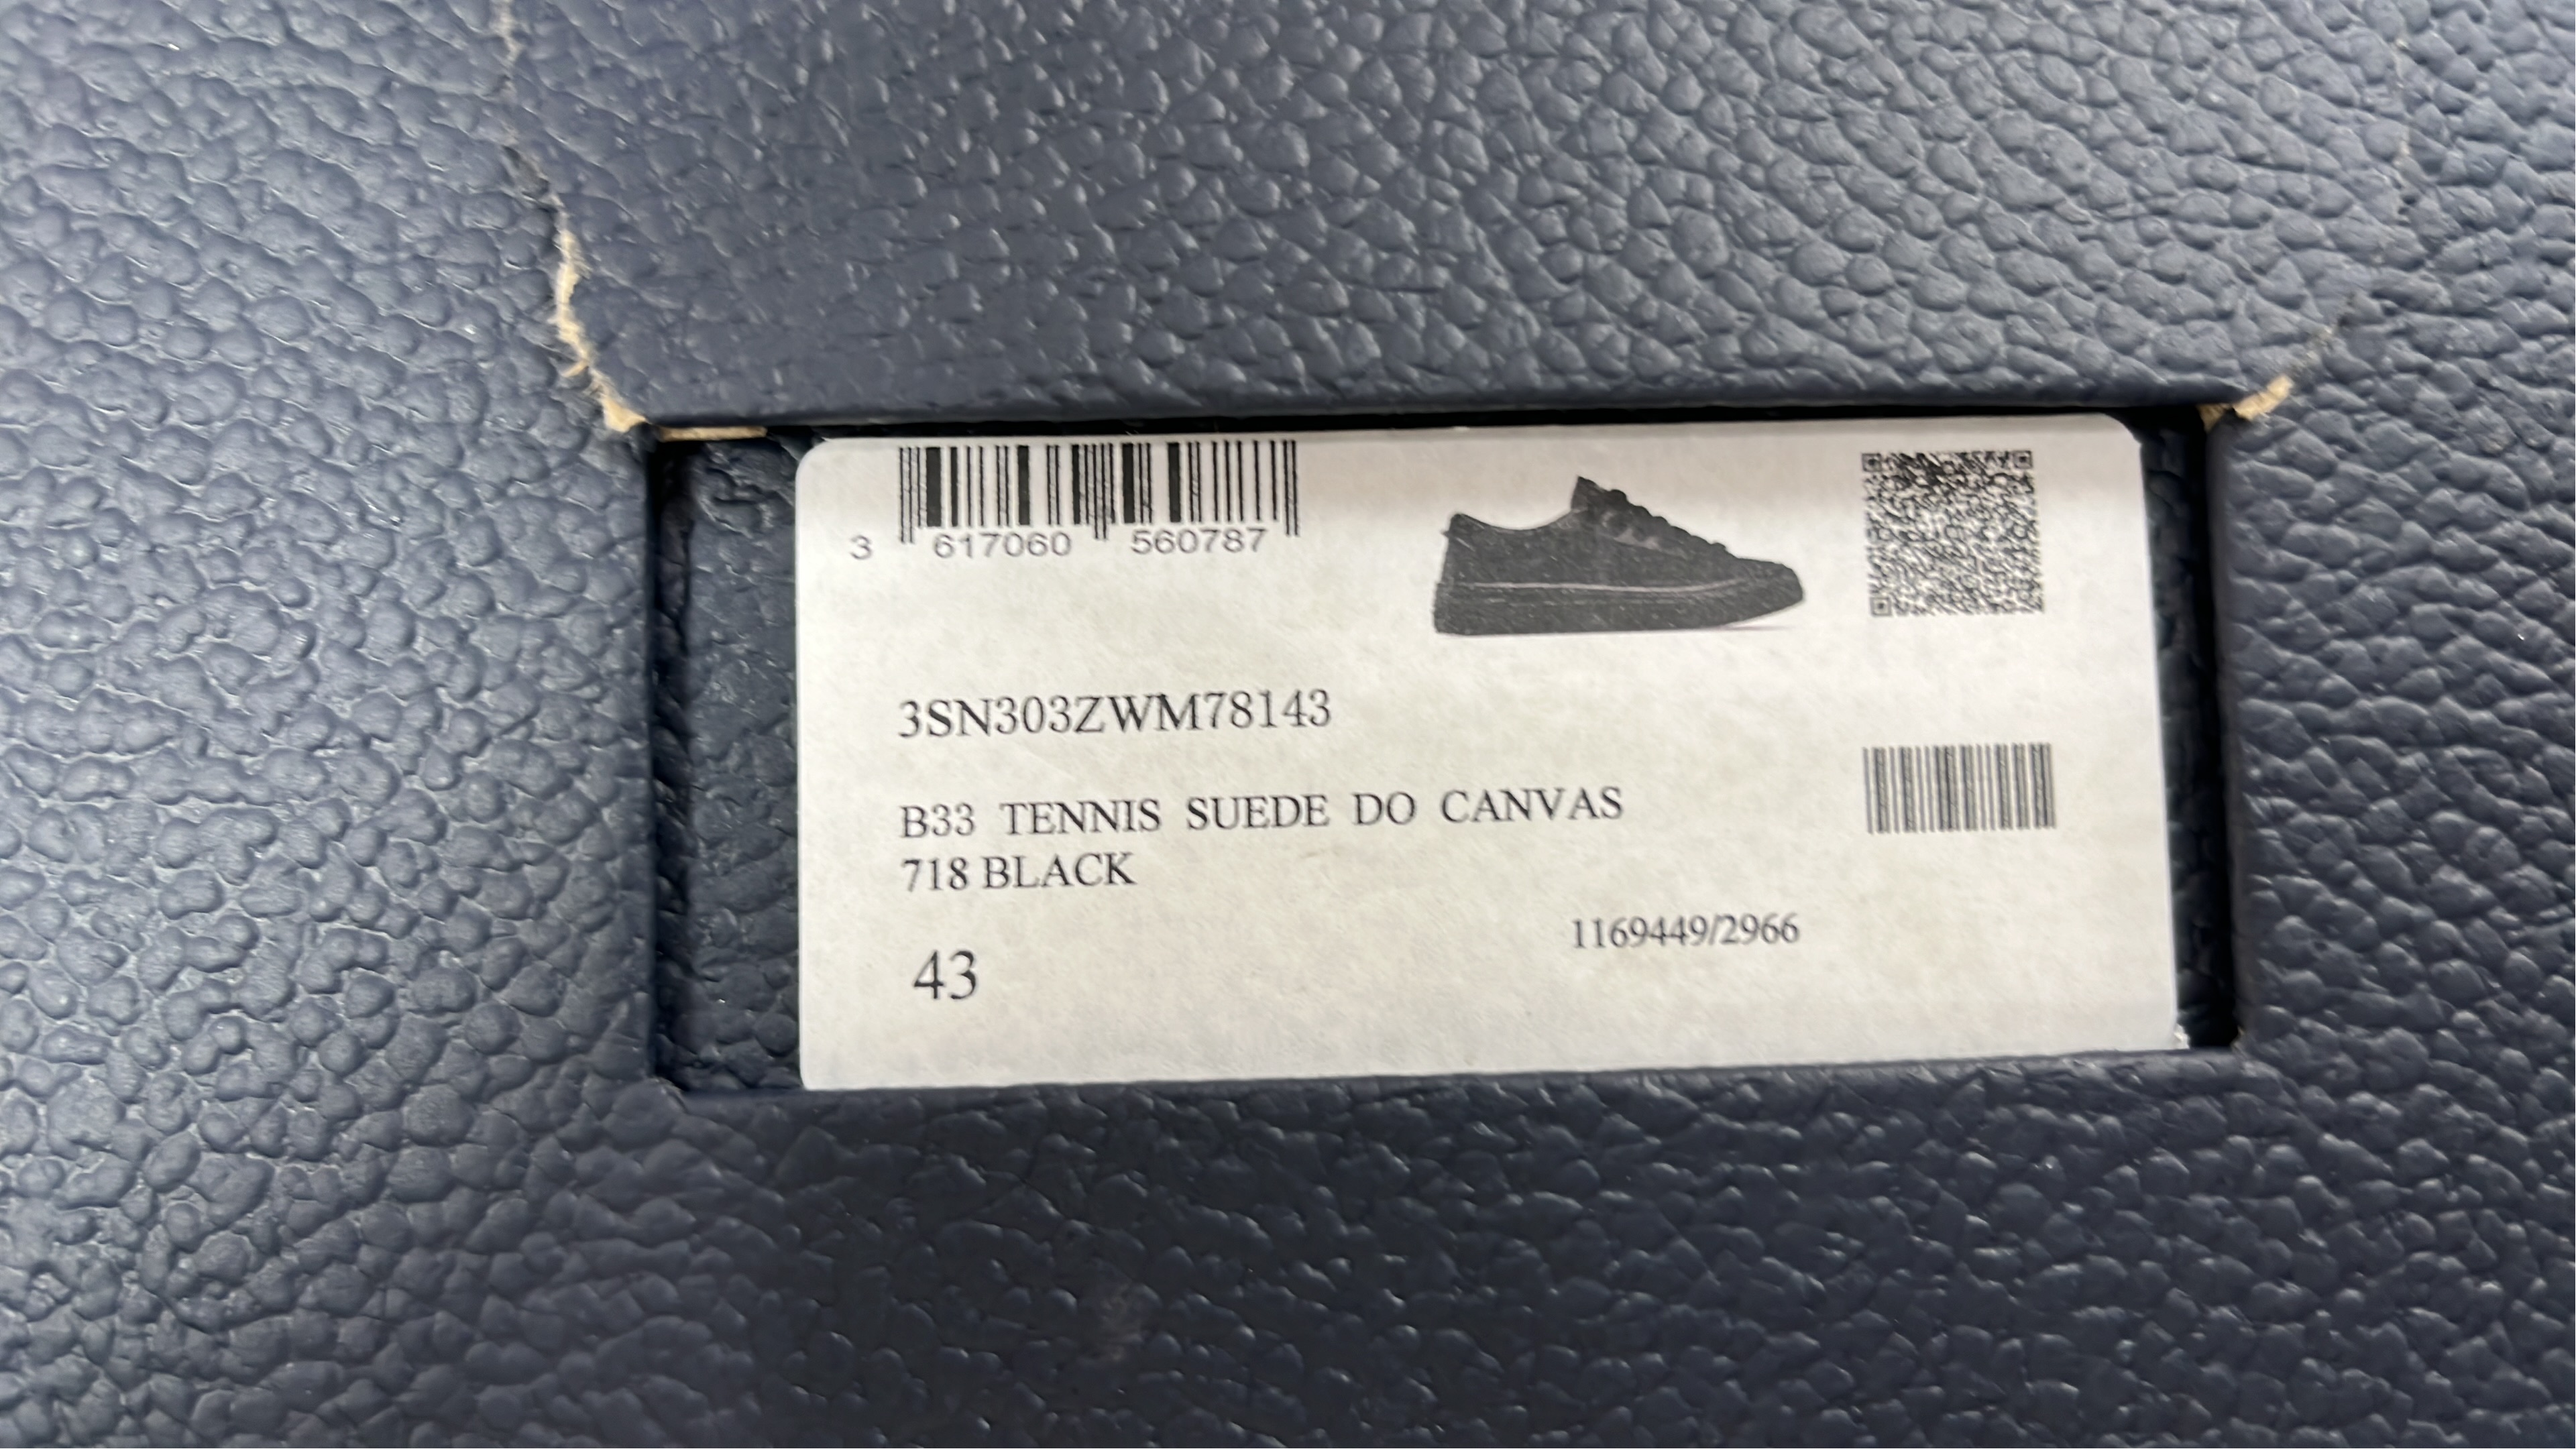 3 617060 560787
3SN303ZWM78143
B33 TENNIS SUEDE DO CANVAS
718 BLACK
1169449/2966
43